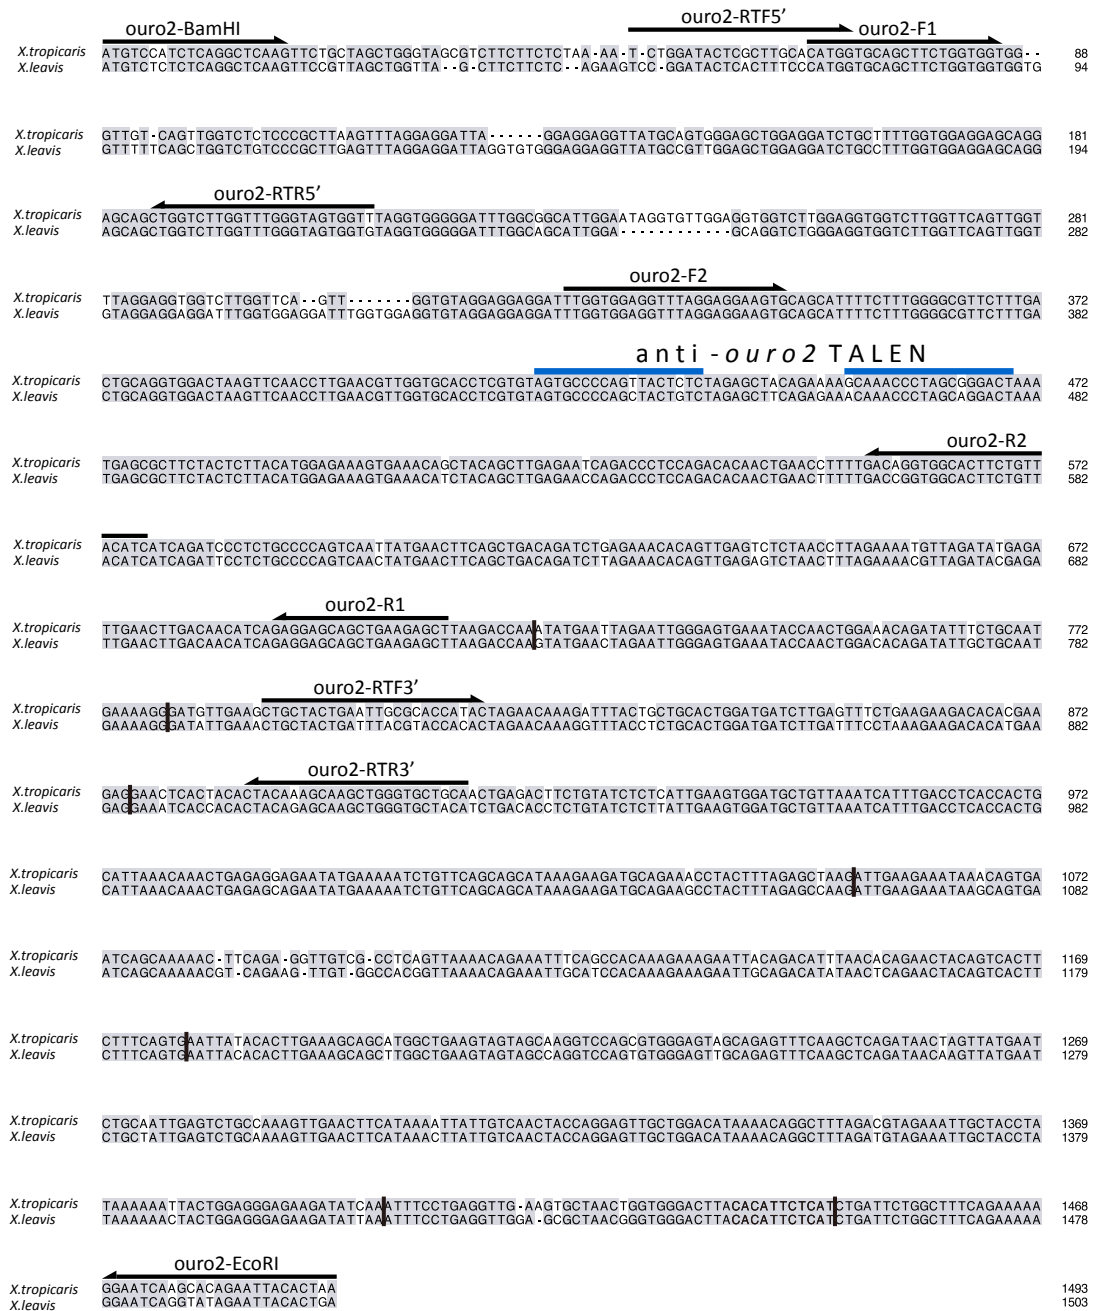 ouro2-BamHI ouro2-RTF5’ ouro2-F1
X.tropicaris ATGTCCATCTCAGGCTCAAGTTCTGCTAGCTGGGTAGCGTCTTCTTCTCTAA-AA-T-CTGGATACTCGCTTGCACATGGTGCAGCTTCTGGTGGTGG-- 88
X.leavis ATGTCTCTCTCAGGCTCAAGTTCCGTTAGCTGGTTA--G-CTTCTTCTC--AGAAGTCC-GGATACTCACTTTCCCATGGTGCAGCTTCTGGTGGTGGTG 94
X.tropicaris GTTGT-CAGTTGGTCTCTCCCGCTTAAGTTTAGGAGGATTA------GGAGGAGGTTATGCAGTGGGAGCTGGAGGATCTGCTTTTGGTGGAGGAGCAGG 181
X.leavis GTTTTTCAGCTGGTCTGTCCCGCTTGAGTTTAGGAGGATTAGGTGTGGGAGGAGGTTATGCCGTTGGAGCTGGAGGATCTGCCTTTGGTGGAGGAGCAGG 194
ouro2-RTR5’
X.tropicaris AGCAGCTGGTCTTGGTTTGGGTAGTGGTTTAGGTGGGGGATTTGGCGGCATTGGAATAGGTGTTGGAGGTGGTCTTGGAGGTGGTCTTGGTTCAGTTGGT 281
X.leavis AGCAGCTGGTCTTGGTTTGGGTAGTGGTGTAGGTGGGGGATTTGGCAGCATTGGA------------GCAGGTCTGGGAGGTGGTCTTGGTTCAGTTGGT 282
ouro2-F2
X.tropicaris TTAGGAGGTGGTCTTGGTTCA--GTT-------GGTGTAGGAGGAGGATTTGGTGGAGGTTTAGGAGGAAGTGCAGCATTTTCTTTGGGGCGTTCTTTGA 372
X.leavis GTAGGAGGAGGATTTGGTGGAGGATTTGGTGGAGGTGTAGGAGGAGGATTTGGTGGAGGTTTAGGAGGAAGTGCAGCATTTTCTTTGGGGCGTTCTTTGA 382
anti-ouro2 TALEN
X.tropicaris CTGCAGGTGGACTAAGTTCAACCTTGAACGTTGGTGCACCTCGTGTAGTGCCCCAGTTACTCTCTAGAGCTACAGAAAAGCAAACCCTAGCGGGACTAAA 472
X.leavis CTGCAGGTGGACTAAGTTCAACCTTGAACGTTGGTGCACCTCGTGTAGTGCCCCAGCTACTGTCTAGAGCTTCAGAGAAACAAACCCTAGCAGGACTAAA 482
ouro2-R2
X.tropicaris TGAGCGCTTCTACTCTTACATGGAGAAAGTGAAACAGCTACAGCTTGAGAATCAGACCCTCCAGACACAACTGAACCTTTTGACAGGTGGCACTTCTGTT 572
X.leavis TGAGCGCTTCTACTCTTACATGGAGAAAGTGAAACATCTACAGCTTGAGAACCAGACCCTCCAGACACAACTGAACTTTTTGACCGGTGGCACTTCTGTT 582
X.tropicaris ACATCATCAGATCCCTCTGCCCCAGTCAATTATGAACTTCAGCTGACAGATCTGAGAAACACAGTTGAGTCTCTAACCTTAGAAAATGTTAGATATGAGA 672
X.leavis ACATCATCAGATTCCTCTGCCCCAGTCAACTATGAACTTCAGCTGACAGATCTTAGAAACACAGTTGAGAGTCTAACTTTAGAAAACGTTAGATACGAGA 682
ouro2-R1
X.tropicaris TTGAACTTGACAACATCAGAGGAGCAGCTGAAGAGCTTAAGACCAAATATGAATTAGAATTGGGAGTGAAATACCAACTGGAAACAGATATTTCTGCAAT 772
X.leavis TTGAACTTGACAACATCAGAGGAGCAGCTGAAGAGCTTAAGACCAAGTATGAACTAGAATTGGGAGTGAAATACCAACTGGACACAGATATTGCTGCAAT 782
ouro2-RTF3’
X.tropicaris GAAAAGGGATGTTGAAGCTGCTACTGAATTGCGCACCATACTAGAACAAAGATTTACTGCTGCACTGGATGATCTTGAGTTTCTGAAGAAGACACACGAA 872
X.leavis GAAAAGGGATATTGAAACTGCTACTGATTTACGTACCACACTAGAACAAAGGTTTACCTCTGCACTGGATGATCTTGATTTCCTAAAGAAGACACATGAA 882
ouro2-RTR3’
X.tropicaris GAGGAACTCACTACACTACAAAGCAAGCTGGGTGCTGCAACTGAGACTTCTGTATCTCTCATTGAAGTGGATGCTGTTAAATCATTTGACCTCACCACTG 972
X.leavis GAGGAAATCACCACACTACAGAGCAAGCTGGGTGCTACATCTGACACCTCTGTATCTCTTATTGAAGTGGATGCTGTTAAATCATTTGACCTCACCACTG 982
X.tropicaris CATTAAACAAACTGAGAGAGGAGAATATGAAAAATCTGTTCAGCAGCATAAAGAAGATGCAGAAACCTACTTTAGAGCTAAGATTGAAGAAATAAACAGTGA 1072
X.leavis CATTAAACAAACTGAGAGCAGAATATGAAAAATCTGTTCAGCAGCATAAAGAAGATGCAGAAGCCTACTTTAGAGCCAAGATTGAAGAAATAAGCAGTGA 1082
X.tropicaris ATCAGCAAAAAC-TTCAGA-GGTTGTCG-CCTCAGTTAAAACAGAAATTTCAGCCACAAAGAAAGAATTACAGACATTTAACACAGAACTACAGTCACTT 1169
X.leavis ATCAGCAAAAACGT-CAGAAG-TTGT-GGCCACGGTTAAAACAGAAATTGCATCCACAAAGAAAGAATTGCAGACATATAACTCAGAACTACAGTCACTT 1179
X.tropicaris CTTTCAGTGAATTATACACTTGAAAGCAGCATGGCTGAAGTAGTAGCAAGGTCCAGCGTGGGAGTAGCAGAGTTTCAAGCTCAGATAACTAGTTATGAAT 1269
X.leavis CTTTCAGTGAATTACACACTTGAAAGCAGCTTGGCTGAAGTAGTAGCCAGGTCCAGTGTGGGAGTTGCAGAGTTTCAAGCTCAGATAACAAGTTATGAAT 1279
X.tropicaris CTGCAATTGAGTCTGCCAAAGTTGAACTTCATAAAATTATTGTCAACTACCAGGAGTTGCTGGACATAAAACAGGCTTTAGACGTAGAAATTGCTACCTA 1369
X.leavis CTGCTATTGAGTCTGCAAAAGTTGAACTTCATAAACTTATTGTCAACTACCAGGAGTTGCTGGACATAAAACAGGCTTTAGATGTAGAAATTGCTACCTA 1379
X.tropicaris TAAAAAATTACTGGAGGGAGAAGATATCAAATTTCCTGAGGTTG-AAGTGCTAACTGGTGGGACTTACACATTCTCATCTGATTCTGGCTTTCAGAAAAA 1468
X.leavis TAAAAAACTACTGGAGGGAGAAGATATTAAATTTCCTGAGGTTGGA-GCGCTAACGGGTGGGACTTACACATTCTCATCTGATTCTGGCTTTCAGAAAAA 1478
ouro2-EcoRI
X.tropicaris GGAATCAAGCACAGAATTACACTAA 1493
X.leavis GGAATCAGGTATAGAATTACACTGA 1503